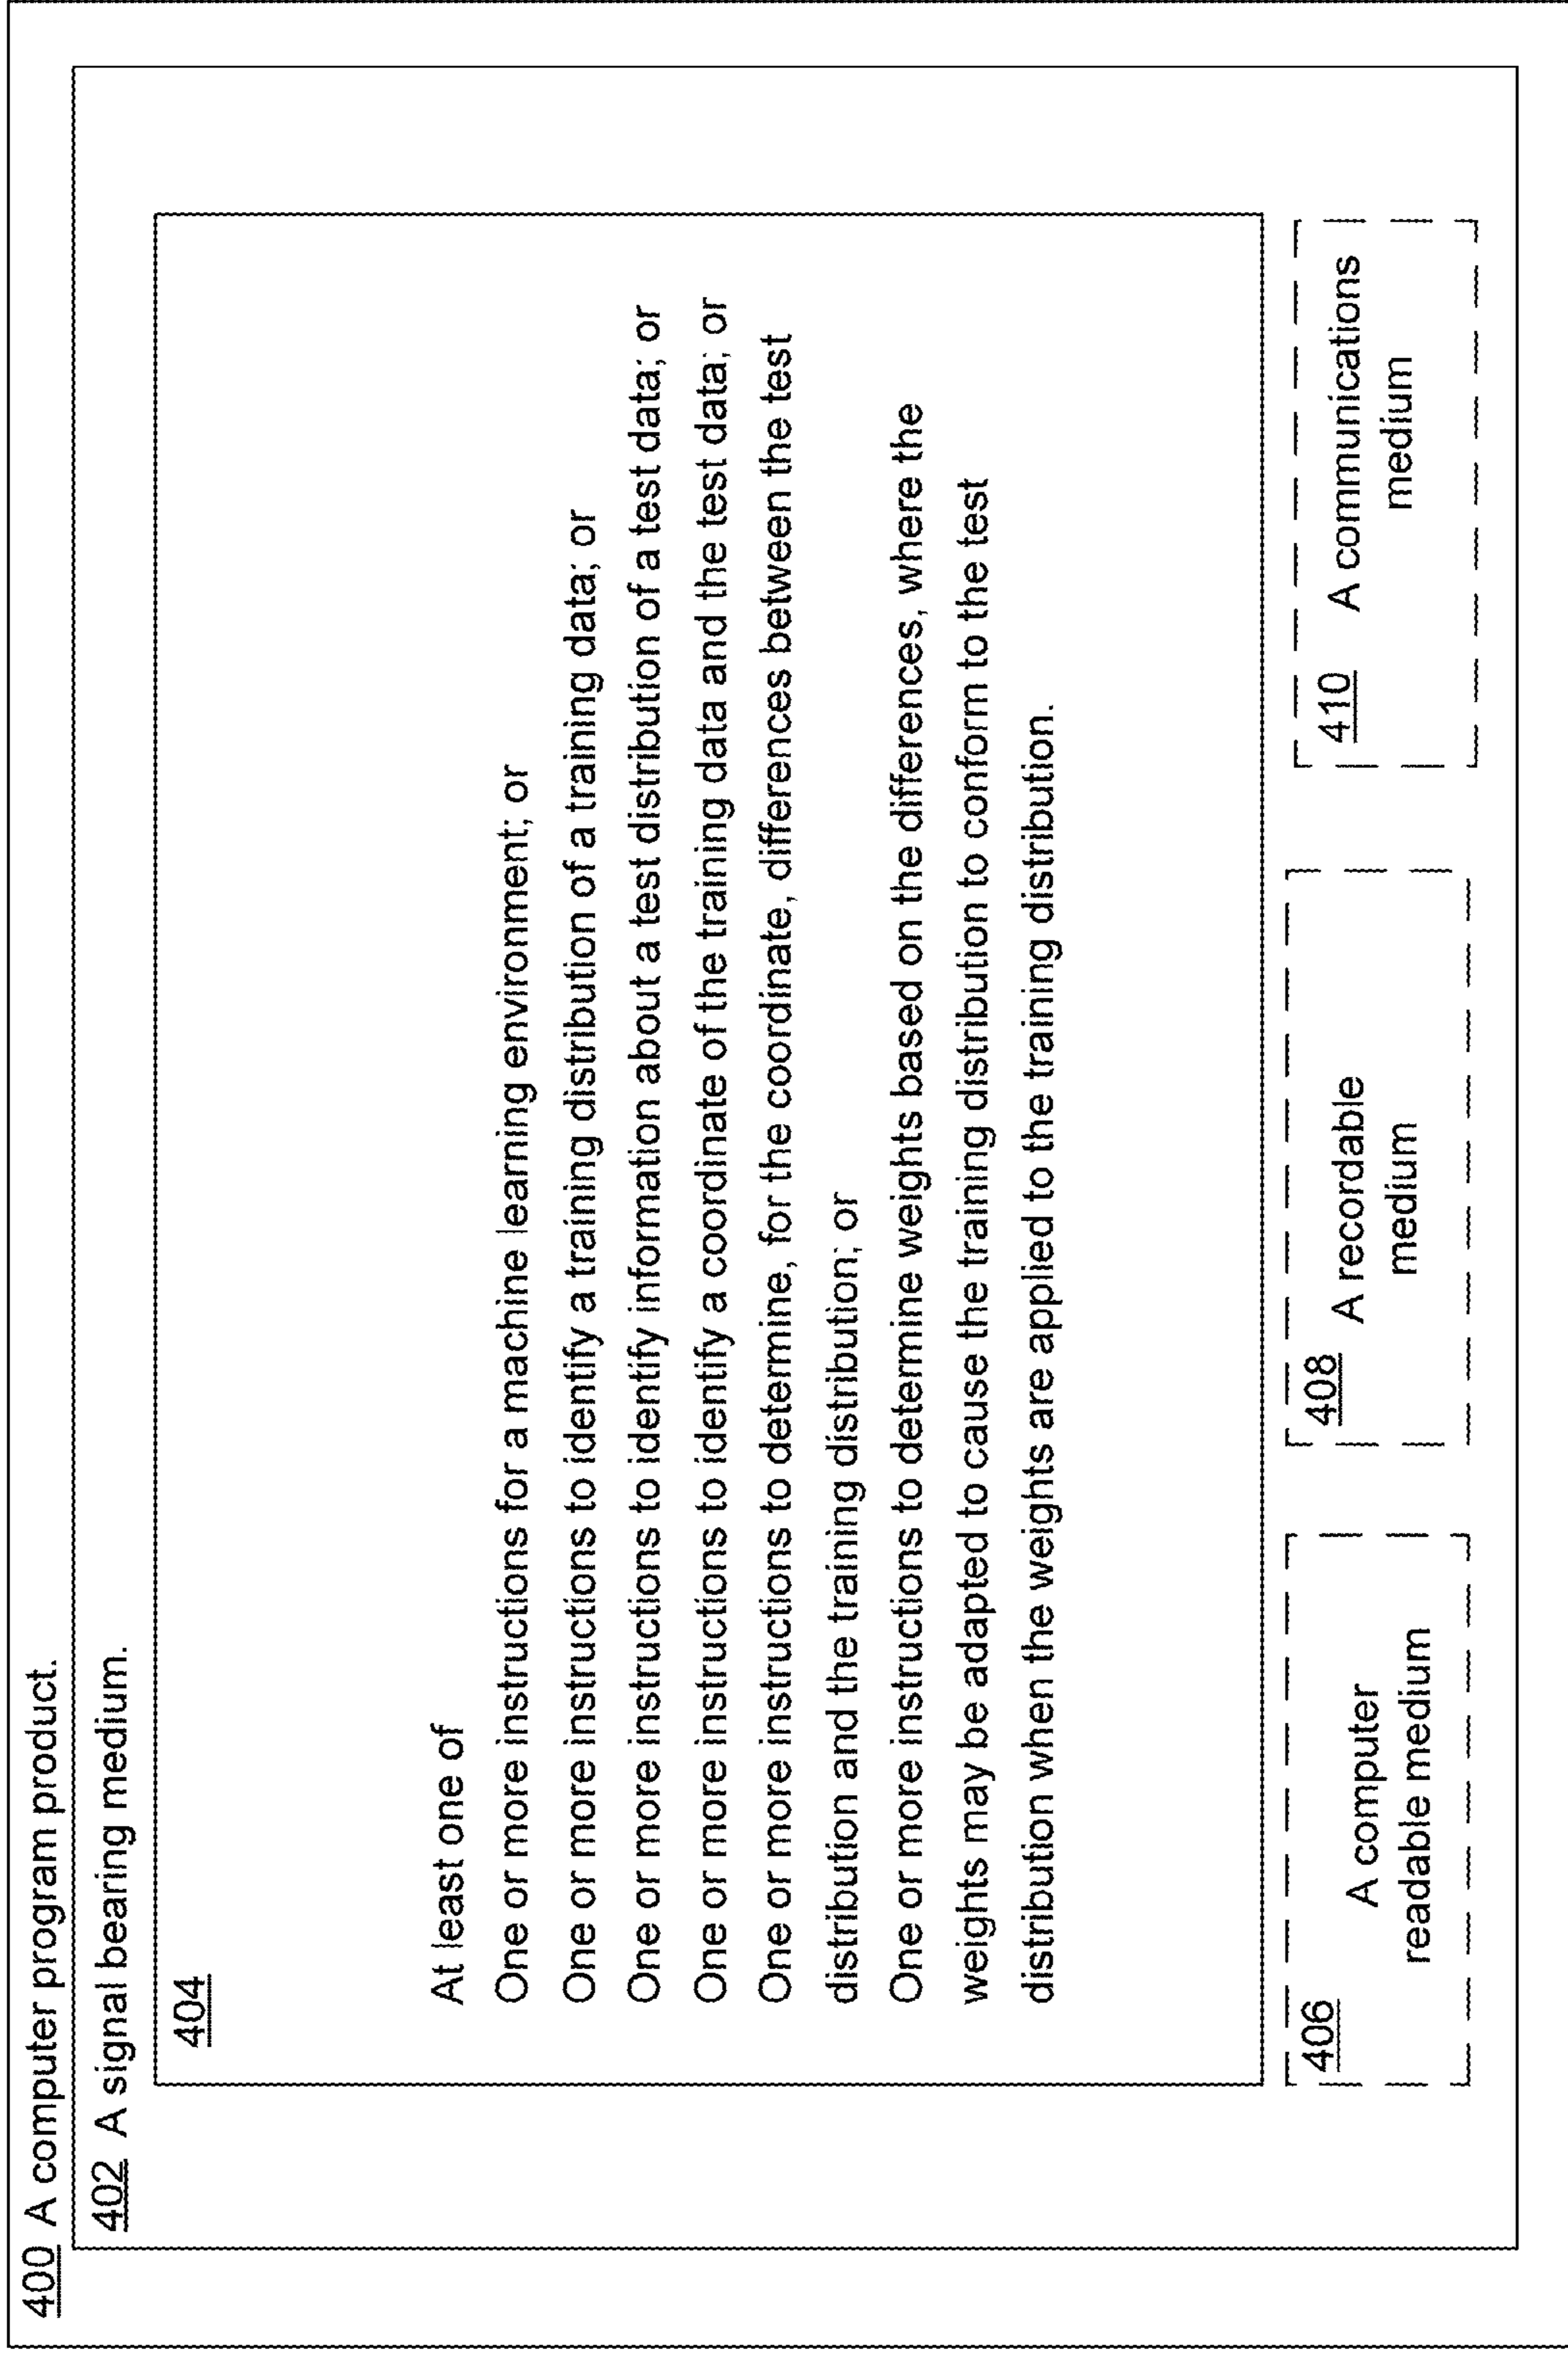 400 A computer program product.
402 A signal bearing medium.
404
At least one of
One or more instructions for a machine learning environment; or
One or more instructions to identify a training distribution of a training data; or
One or more instructions to identify information about a test distribution of a test data; or
One or more instructions to identify a coordinate of the training data and the test data; or
One or more instructions to determine, for the coordinate, differences between the test
distribution and the training distribution; or
One or more instructions to determine weights based on the differences, where the
weights may be adapted to cause the training distribution to conform to the test
distribution when the weights are applied to the training distribution.
406
A computer
readable medium
408
A recordable
medium
410
A communications
medium